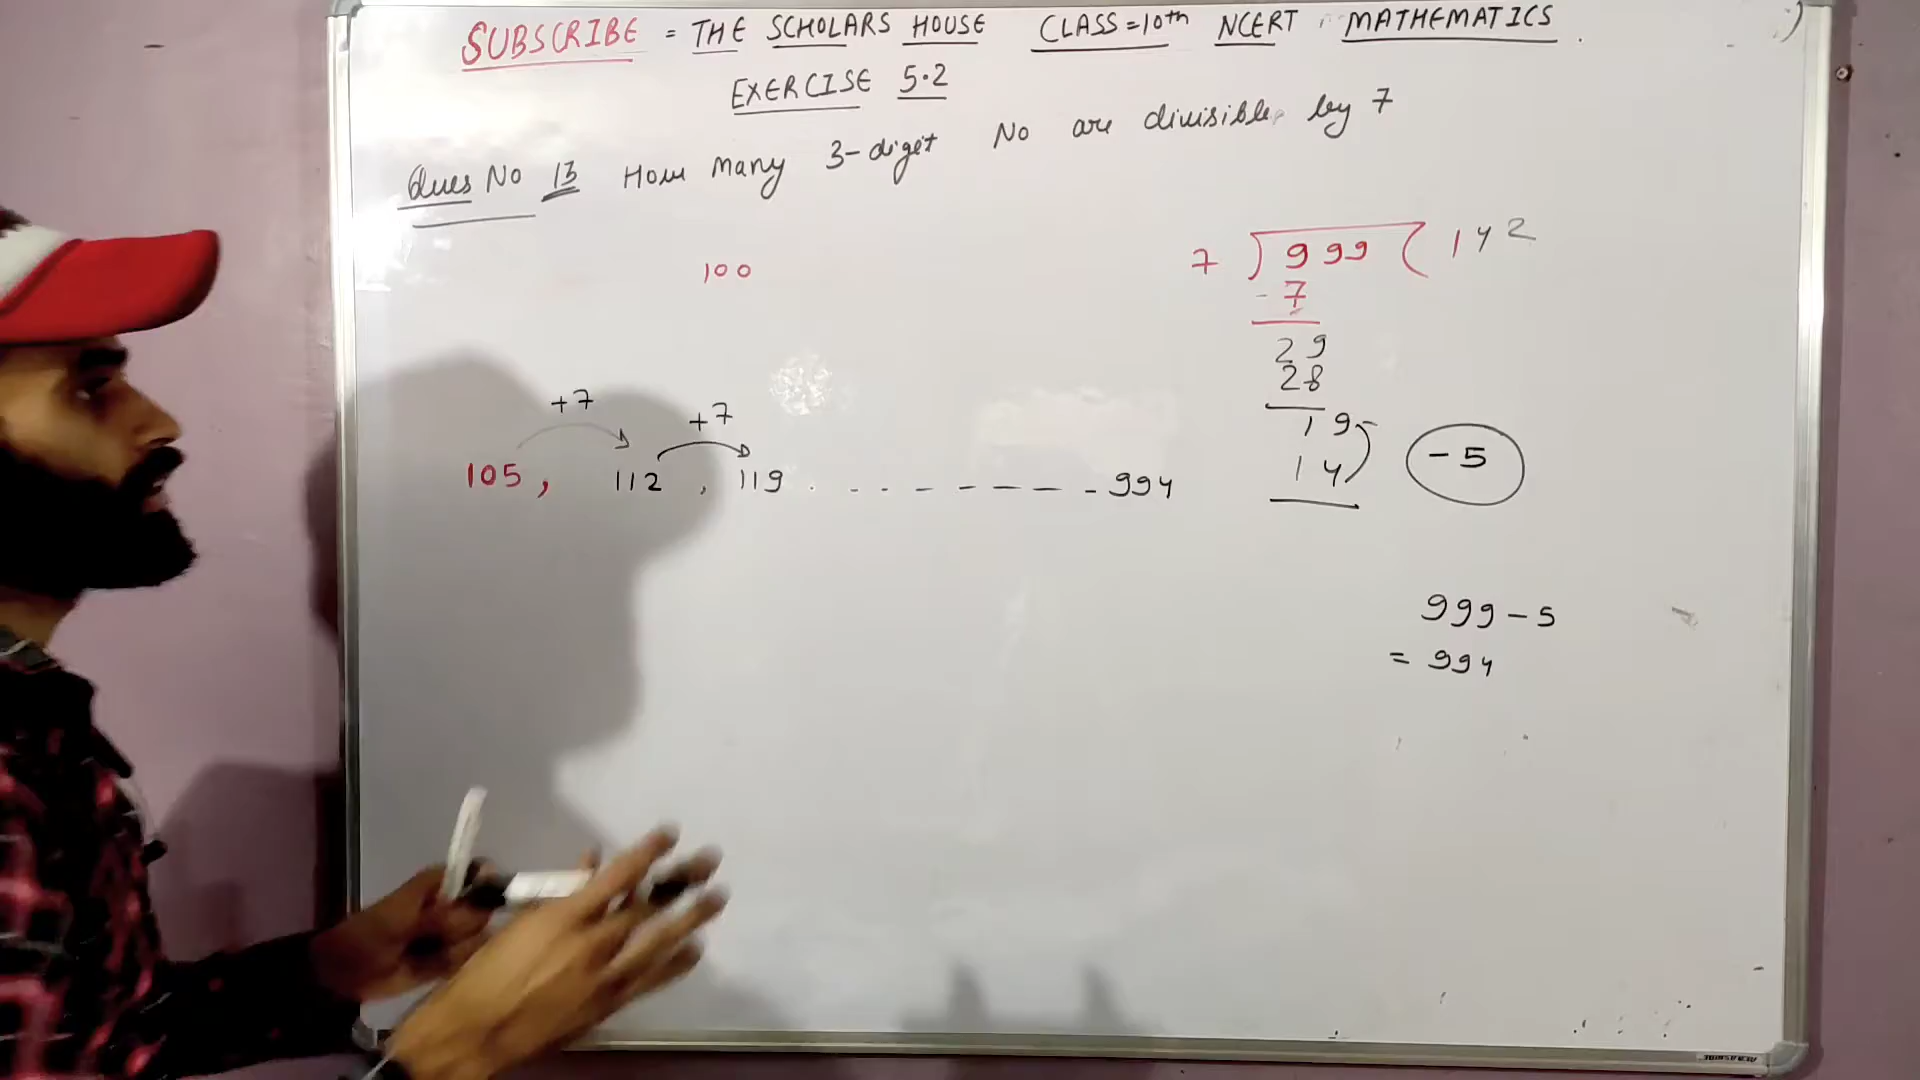 SUBSCRIBE = THE SCHOLARS HOUSE CLASS=10th NCERT MATHEMATICS
EXERCISE 5.2
Ques No 13 How many 3-digit No are divisible by 7
100
7 ) 999 ( 142
- 7
29
28
19
14
- 5
+7 +7
105, 112, 119 . - - - - - - - 994
999 - 5
= 994